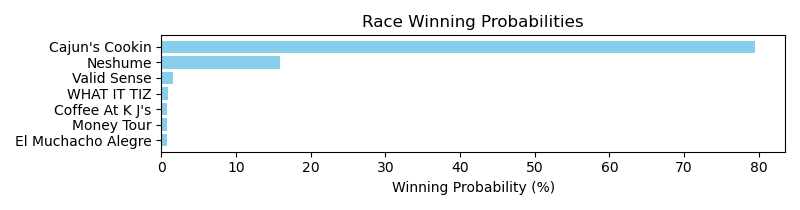 Race Winning Probabilities
Cajun's Cookin
Neshume
Valid Sense
WHAT IT TIZ
Coffee At K J's
Money Tour
El Muchacho Alegre
0 10 20 30 40 50 60 70 80
Winning Probability (%)